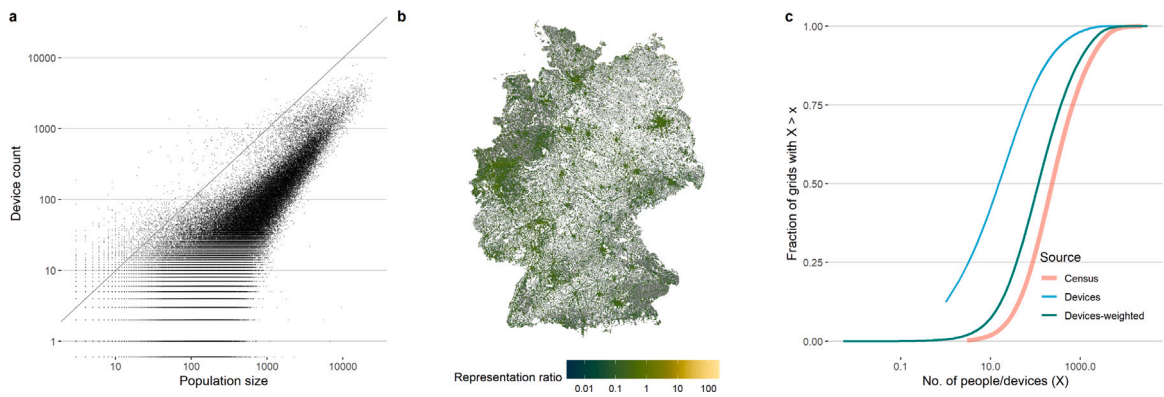 a
Device count
10000
1000
100
10
1
10
100
1000
10000
Population size
b
Representation ratio
0.01
0.1
1
10
100
c
Fraction of grids with X > x
1.00
0.75
0.50
0.25
0.00
0.1
10.0
1000.0
No. of people/devices (X)
Source
Census
Devices
Devices-weighted